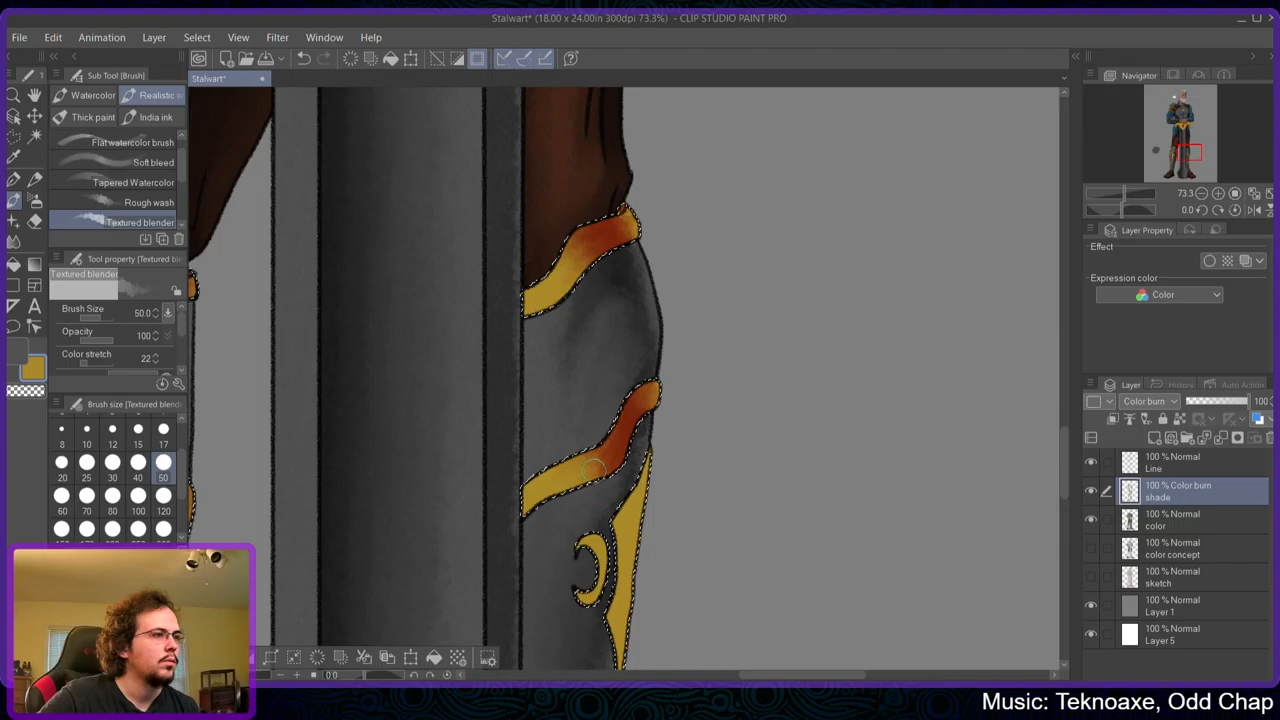 Stalwart* (18.00 x 24.00in 300dpi 73.3%) - CLIP STUDIO PAINT PRO
File Edit Animation Layer Select View Filter Window Help
Sub Tool [Brush]
Stalwart*
Navigator
Watercolor
Realistic
Thick paint
India ink
Flat watercolor brush
Soft bleed
Tapered Watercolor
Rough wash
Textured blender
Tool property [Textured ble
Textured blender
Brush Size 50.0
Opacity 100
Color stretch 22
Brush size [Textured blend
8 10 12 15 17
20 25 30 40 50
60 70 80 100 120
73.3
0.0
Layer Property
Effect
Expression color
Color
Layer History Auto Action
Color burn 100
100 % Normal
Line
100 % Color burn
shade
100 % Normal
color
100 % Normal
color concept
100 % Normal
sketch
100 % Normal
Layer 1
100 % Normal
Layer 5
Music: Teknoaxe, Odd Chap